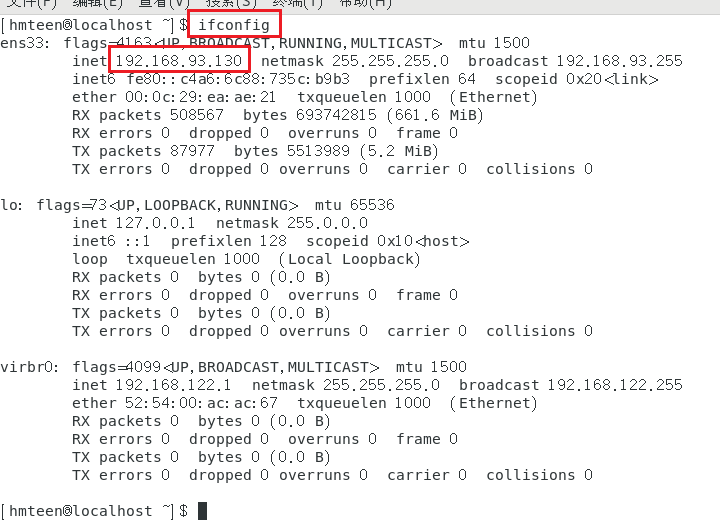 文件(F) 编辑(E) 查看(V) 搜索(S) 终端(T) 帮助(H)
[hmteen@localhost ~]$ ifconfig
ens33: flags=4163<UP,BROADCAST,RUNNING,MULTICAST>  mtu 1500
        inet 192.168.93.130  netmask 255.255.255.0  broadcast 192.168.93.255
        inet6 fe80::c4a6:6c88:735c:b9b3  prefixlen 64  scopeid 0x20<link>
        ether 00:0c:29:ea:ae:21  txqueuelen 1000  (Ethernet)
        RX packets 508567  bytes 693742815 (661.6 MiB)
        RX errors 0  dropped 0  overruns 0  frame 0
        TX packets 87977  bytes 5513989 (5.2 MiB)
        TX errors 0  dropped 0 overruns 0  carrier 0  collisions 0

lo: flags=73<UP,LOOPBACK,RUNNING>  mtu 65536
        inet 127.0.0.1  netmask 255.0.0.0
        inet6 ::1  prefixlen 128  scopeid 0x10<host>
        loop  txqueuelen 1000  (Local Loopback)
        RX packets 0  bytes 0 (0.0 B)
        RX errors 0  dropped 0  overruns 0  frame 0
        TX packets 0  bytes 0 (0.0 B)
        TX errors 0  dropped 0 overruns 0  carrier 0  collisions 0

virbr0: flags=4099<UP,BROADCAST,MULTICAST>  mtu 1500
        inet 192.168.122.1  netmask 255.255.255.0  broadcast 192.168.122.255
        ether 52:54:00:ac:ac:67  txqueuelen 1000  (Ethernet)
        RX packets 0  bytes 0 (0.0 B)
        RX errors 0  dropped 0  overruns 0  frame 0
        TX packets 0  bytes 0 (0.0 B)
        TX errors 0  dropped 0 overruns 0  carrier 0  collisions 0

[hmteen@localhost ~]$